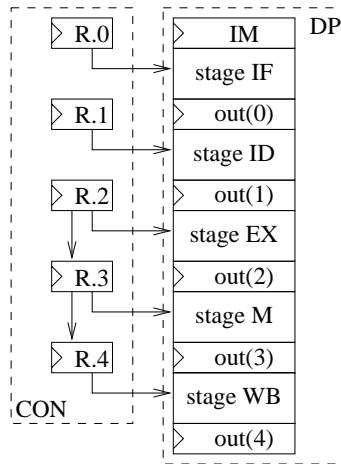 DP
R.0 IM
stage IF
R.1 out(0)
stage ID
R.2 out(1)
stage EX
R.3 out(2)
stage M
R.4 out(3)
stage WB
CON
out(4)